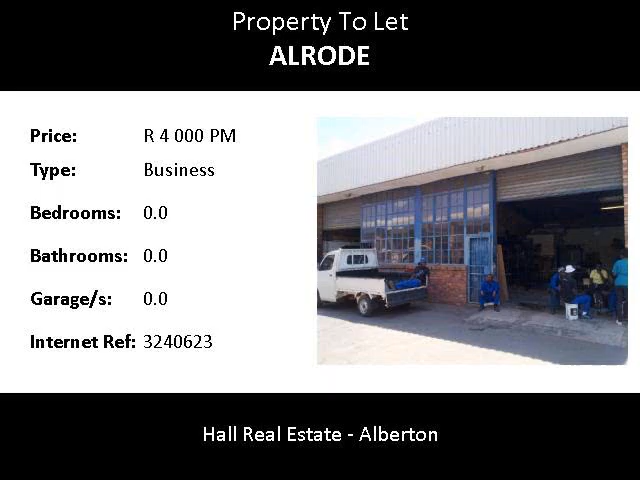 Property To Let
ALRODE
Price: R 4 000 PM
Type: Business
Bedrooms: 0.0
Bathrooms: 0.0
Garage/s: 0.0
Internet Ref: 3240623
Hall Real Estate - Alberton